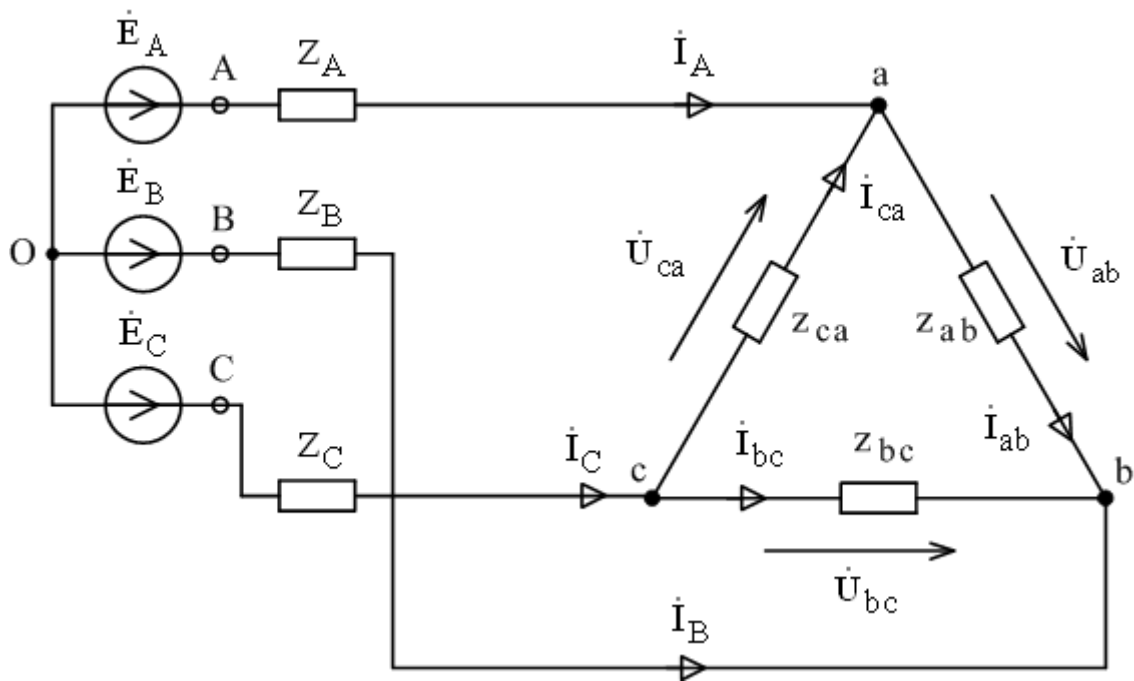 Ė_A
A
Z_A
İ_A
a
Ė_B
B
Z_B
İ_ca
O
U̇_ca
U̇_ab
Ė_C
C
z_ca
z_ab
Z_C
İ_C
c
İ_bc
z_bc
İ_ab
b
U̇_bc
İ_B